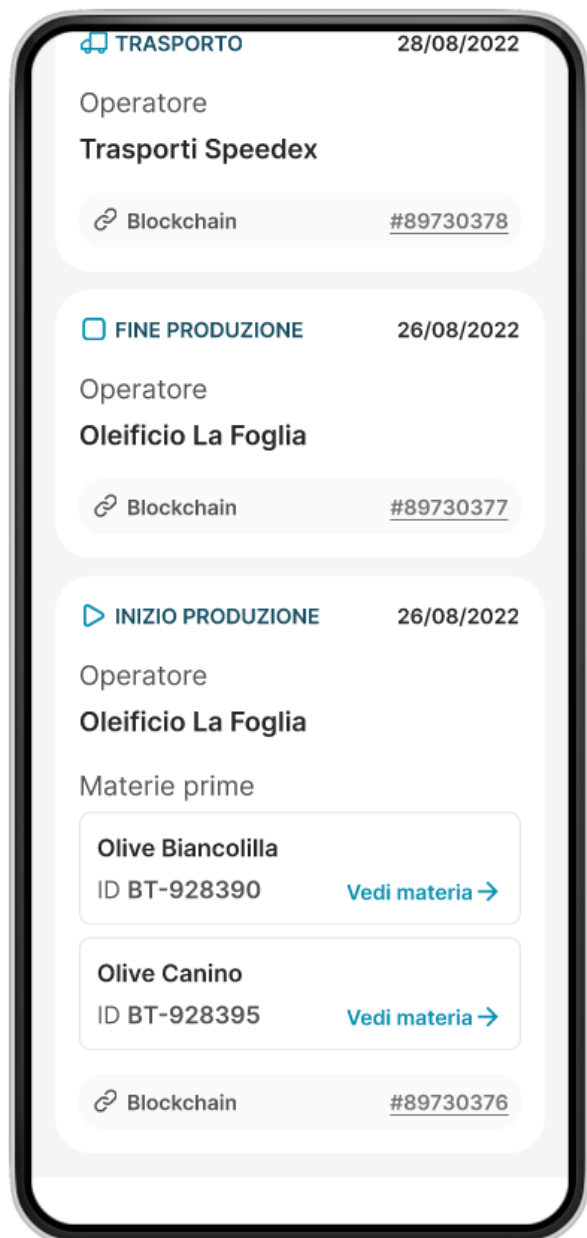 TRASPORTO 28/08/2022
Operatore
Trasporti Speedex
Blockchain #89730378
FINE PRODUZIONE 26/08/2022
Operatore
Oleificio La Foglia
Blockchain #89730377
INIZIO PRODUZIONE 26/08/2022
Operatore
Oleificio La Foglia
Materie prime
Olive Biancolilla
ID BT-928390 Vedi materia →
Olive Canino
ID BT-928395 Vedi materia →
Blockchain #89730376